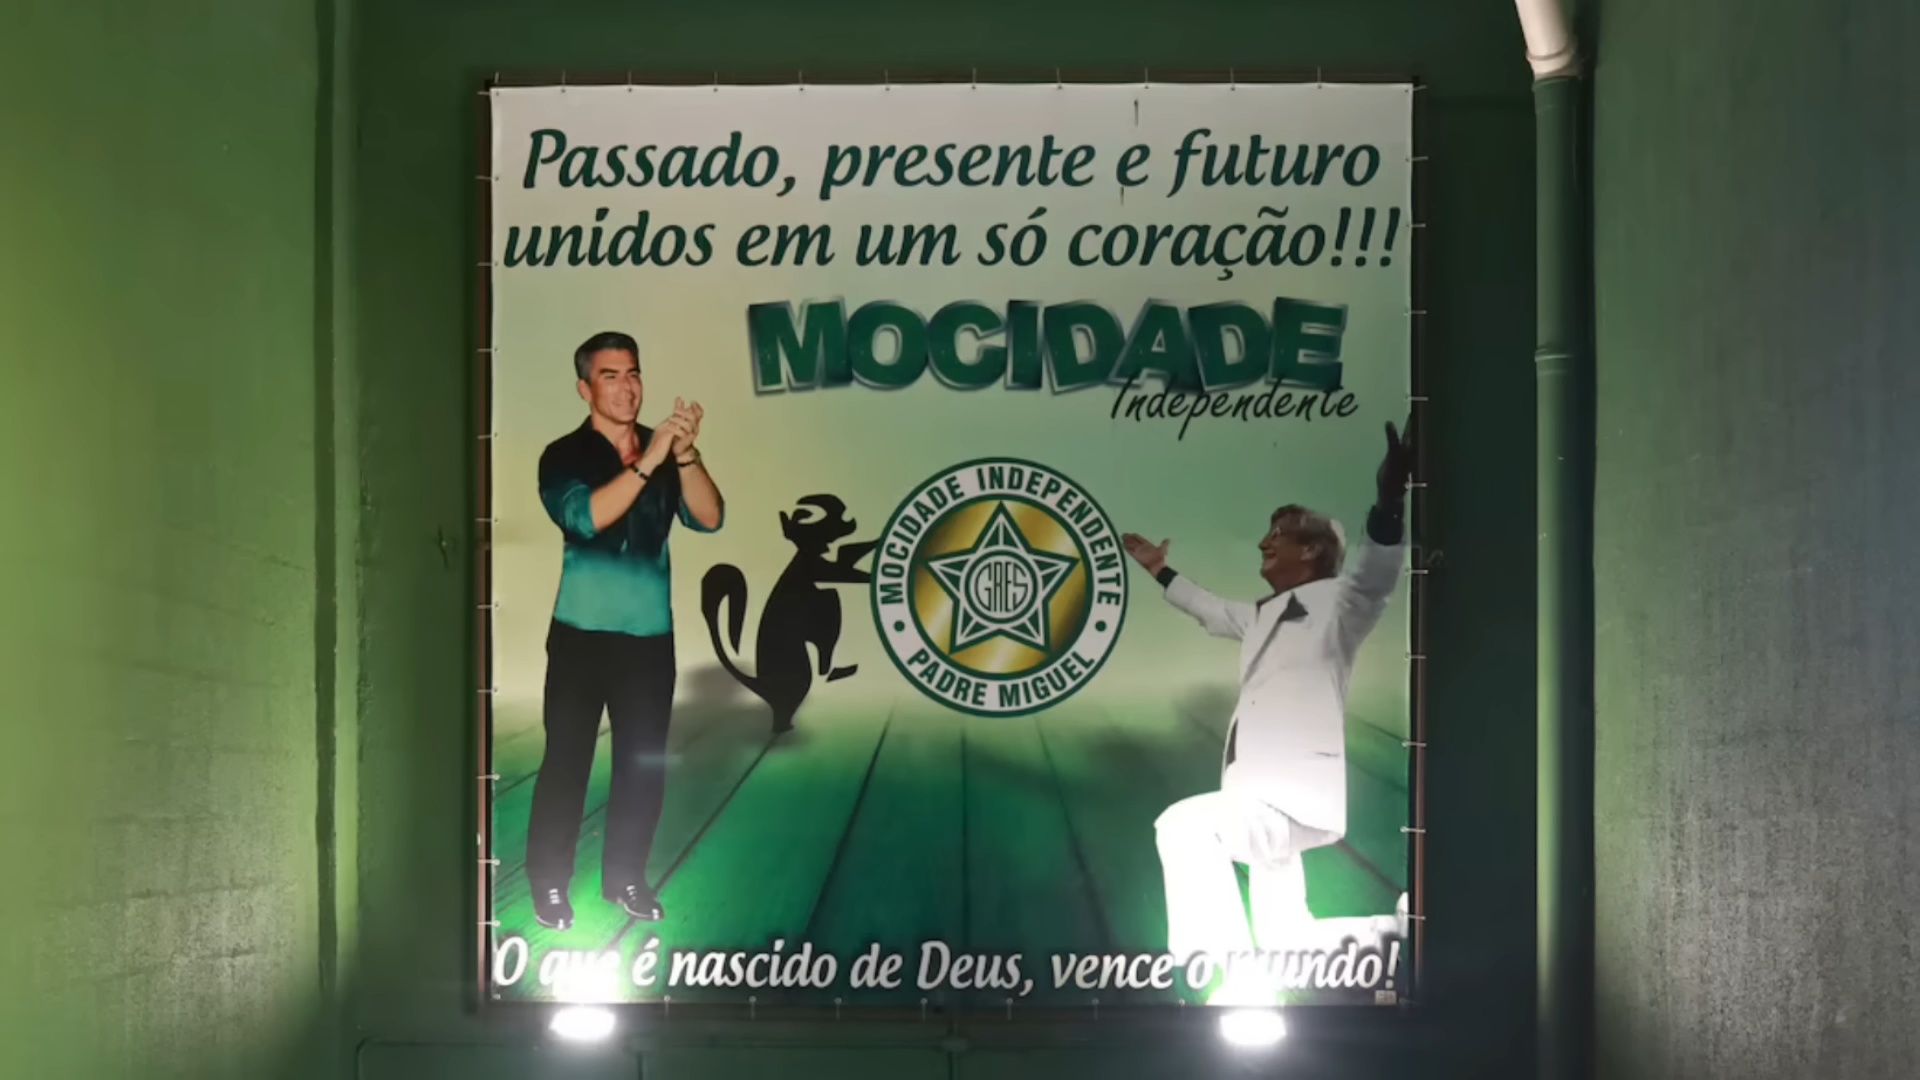 Passado, presente e futuro
unidos em um só coração!!!
MOCIDADE
Independente
MOCIDADE INDEPENDENTE
GRES
• PADRE MIGUEL •
O que é nascido de Deus, vence o mundo!